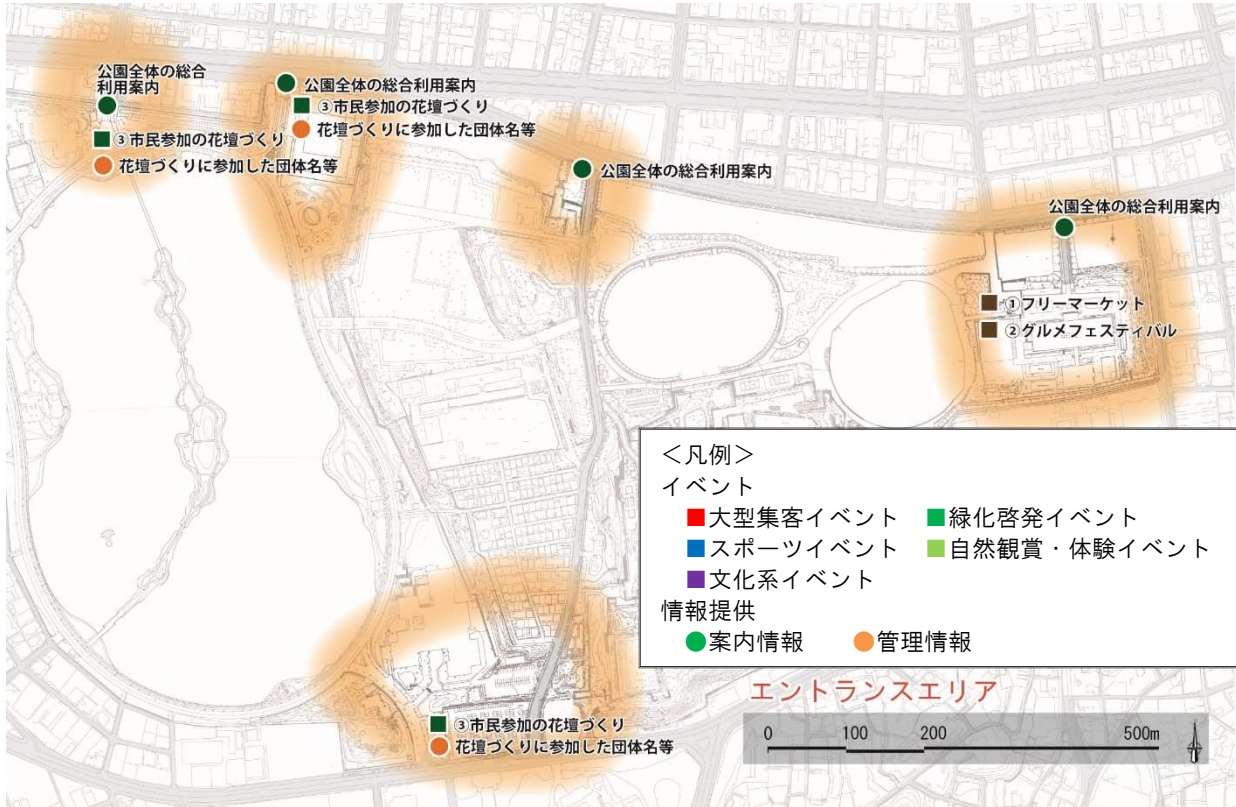 公園全体の総合
利用案内
③市民参加の花壇づくり
花壇づくりに参加した団体名等
公園全体の総合利用案内
③市民参加の花壇づくり
花壇づくりに参加した団体名等
公園全体の総合利用案内
公園全体の総合利用案内
①フリーマーケット
②グルメフェスティバル
③市民参加の花壇づくり
花壇づくりに参加した団体名等
＜凡例＞
イベント
■大型集客イベント ■緑化啓発イベント
■スポーツイベント ■自然観賞・体験イベント
■文化系イベント
情報提供
●案内情報 ●管理情報
エントランスエリア
0 100 200 500m